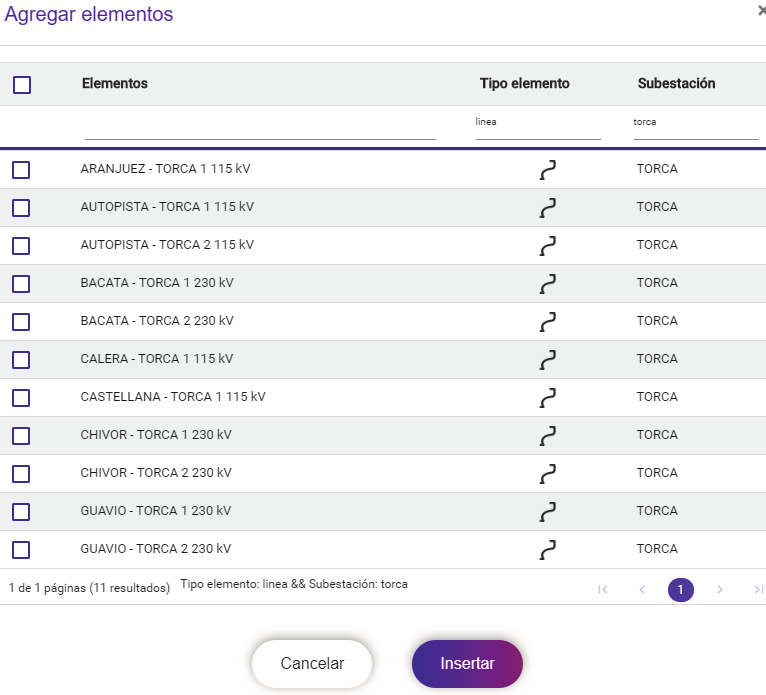 Agregar elementos
Elementos Tipo elemento Subestación
linea torca
ARANJUEZ - TORCA 1 115 kV TORCA
AUTOPISTA - TORCA 1 115 kV TORCA
AUTOPISTA - TORCA 2 115 kV TORCA
BACATA - TORCA 1 230 kV TORCA
BACATA - TORCA 2 230 kV TORCA
CALERA - TORCA 1 115 kV TORCA
CASTELLANA - TORCA 1 115 kV TORCA
CHIVOR - TORCA 1 230 kV TORCA
CHIVOR - TORCA 2 230 kV TORCA
GUAVIO - TORCA 1 230 kV TORCA
GUAVIO - TORCA 2 230 kV TORCA
1 de 1 páginas (11 resultados) Tipo elemento: linea && Subestación: torca 1
Cancelar Insertar